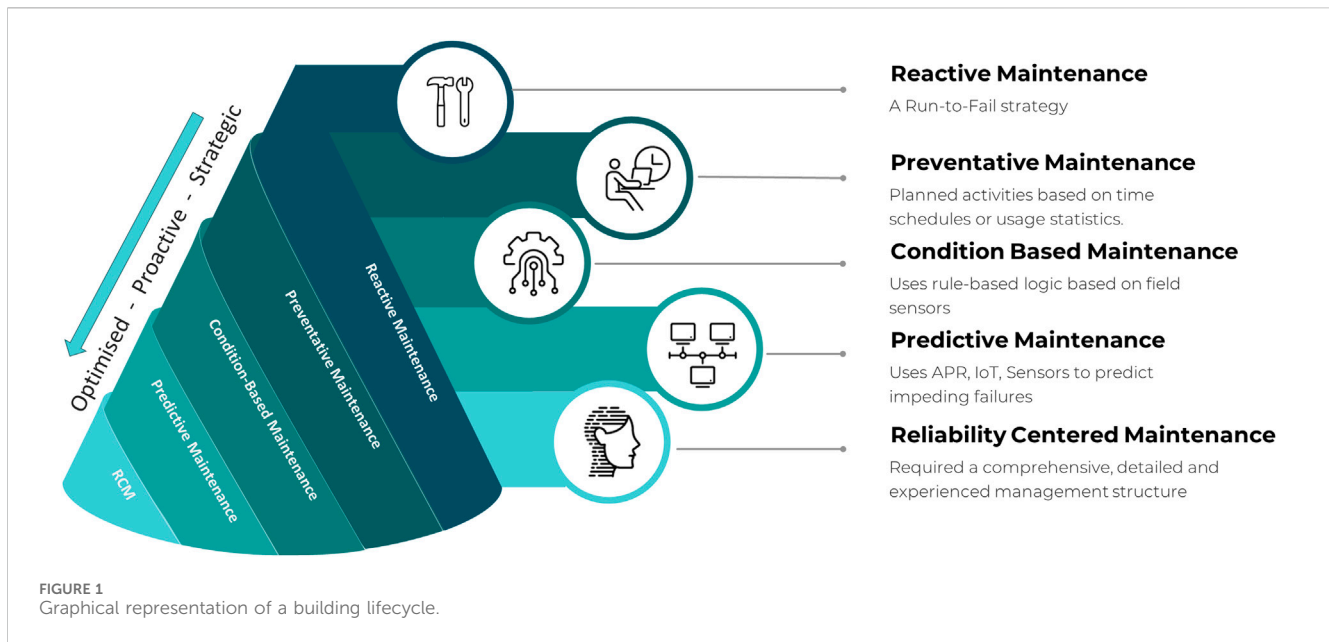 Optimised - Proactive - Strategic
Reactive Maintenance
Preventative Maintenance
Condition-Based Maintenance
Predictive Maintenance
RCM
Reactive Maintenance
A Run-to-Fail strategy
Preventative Maintenance
Planned activities based on time
schedules or usage statistics.
Condition Based Maintenance
Uses rule-based logic based on field
sensors
Predictive Maintenance
Uses APR, IoT, Sensors to predict
impeding failures
Reliability Centered Maintenance
Required a comprehensive, detailed and
experienced management structure
FIGURE 1
Graphical representation of a building lifecycle.